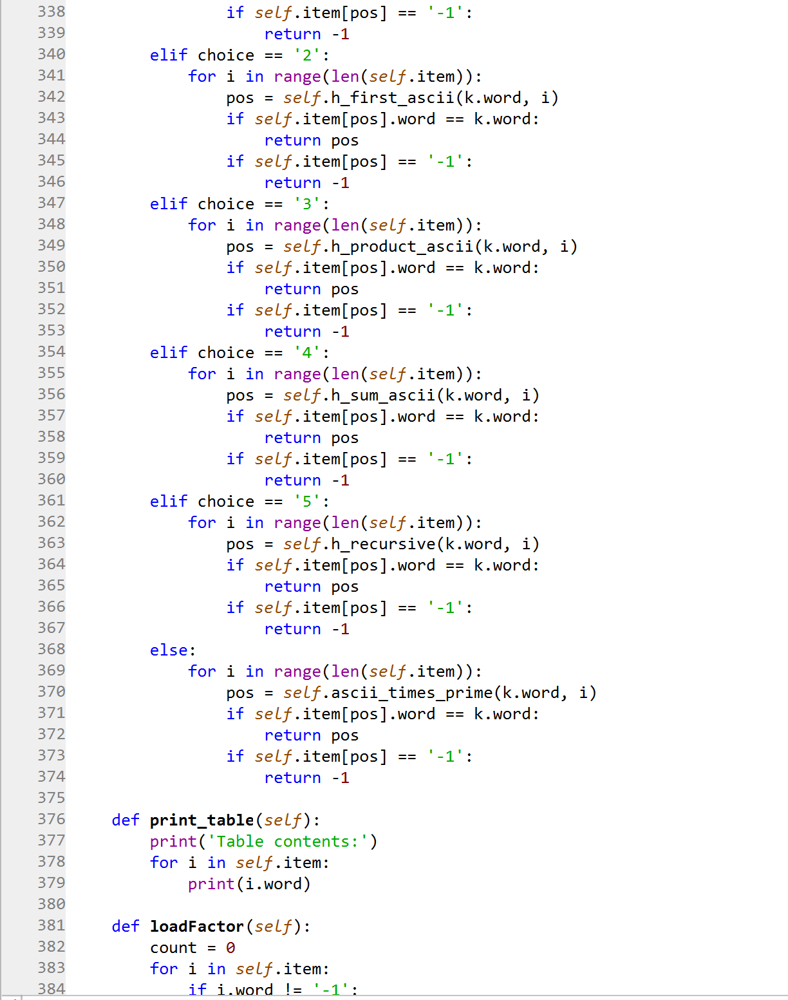 338                 if self.item[pos] == '-1':
339                     return -1
340         elif choice == '2':
341             for i in range(len(self.item)):
342                 pos = self.h_first_ascii(k.word, i)
343                 if self.item[pos].word == k.word:
344                     return pos
345                 if self.item[pos] == '-1':
346                     return -1
347         elif choice == '3':
348             for i in range(len(self.item)):
349                 pos = self.h_product_ascii(k.word, i)
350                 if self.item[pos].word == k.word:
351                     return pos
352                 if self.item[pos] == '-1':
353                     return -1
354         elif choice == '4':
355             for i in range(len(self.item)):
356                 pos = self.h_sum_ascii(k.word, i)
357                 if self.item[pos].word == k.word:
358                     return pos
359                 if self.item[pos] == '-1':
360                     return -1
361         elif choice == '5':
362             for i in range(len(self.item)):
363                 pos = self.h_recursive(k.word, i)
364                 if self.item[pos].word == k.word:
365                     return pos
366                 if self.item[pos] == '-1':
367                     return -1
368         else:
369             for i in range(len(self.item)):
370                 pos = self.ascii_times_prime(k.word, i)
371                 if self.item[pos].word == k.word:
372                     return pos
373                 if self.item[pos] == '-1':
374                     return -1
375
376     def print_table(self):
377         print('Table contents:')
378         for i in self.item:
379             print(i.word)
380
381     def loadFactor(self):
382         count = 0
383         for i in self.item:
384             if i.word != '-1':